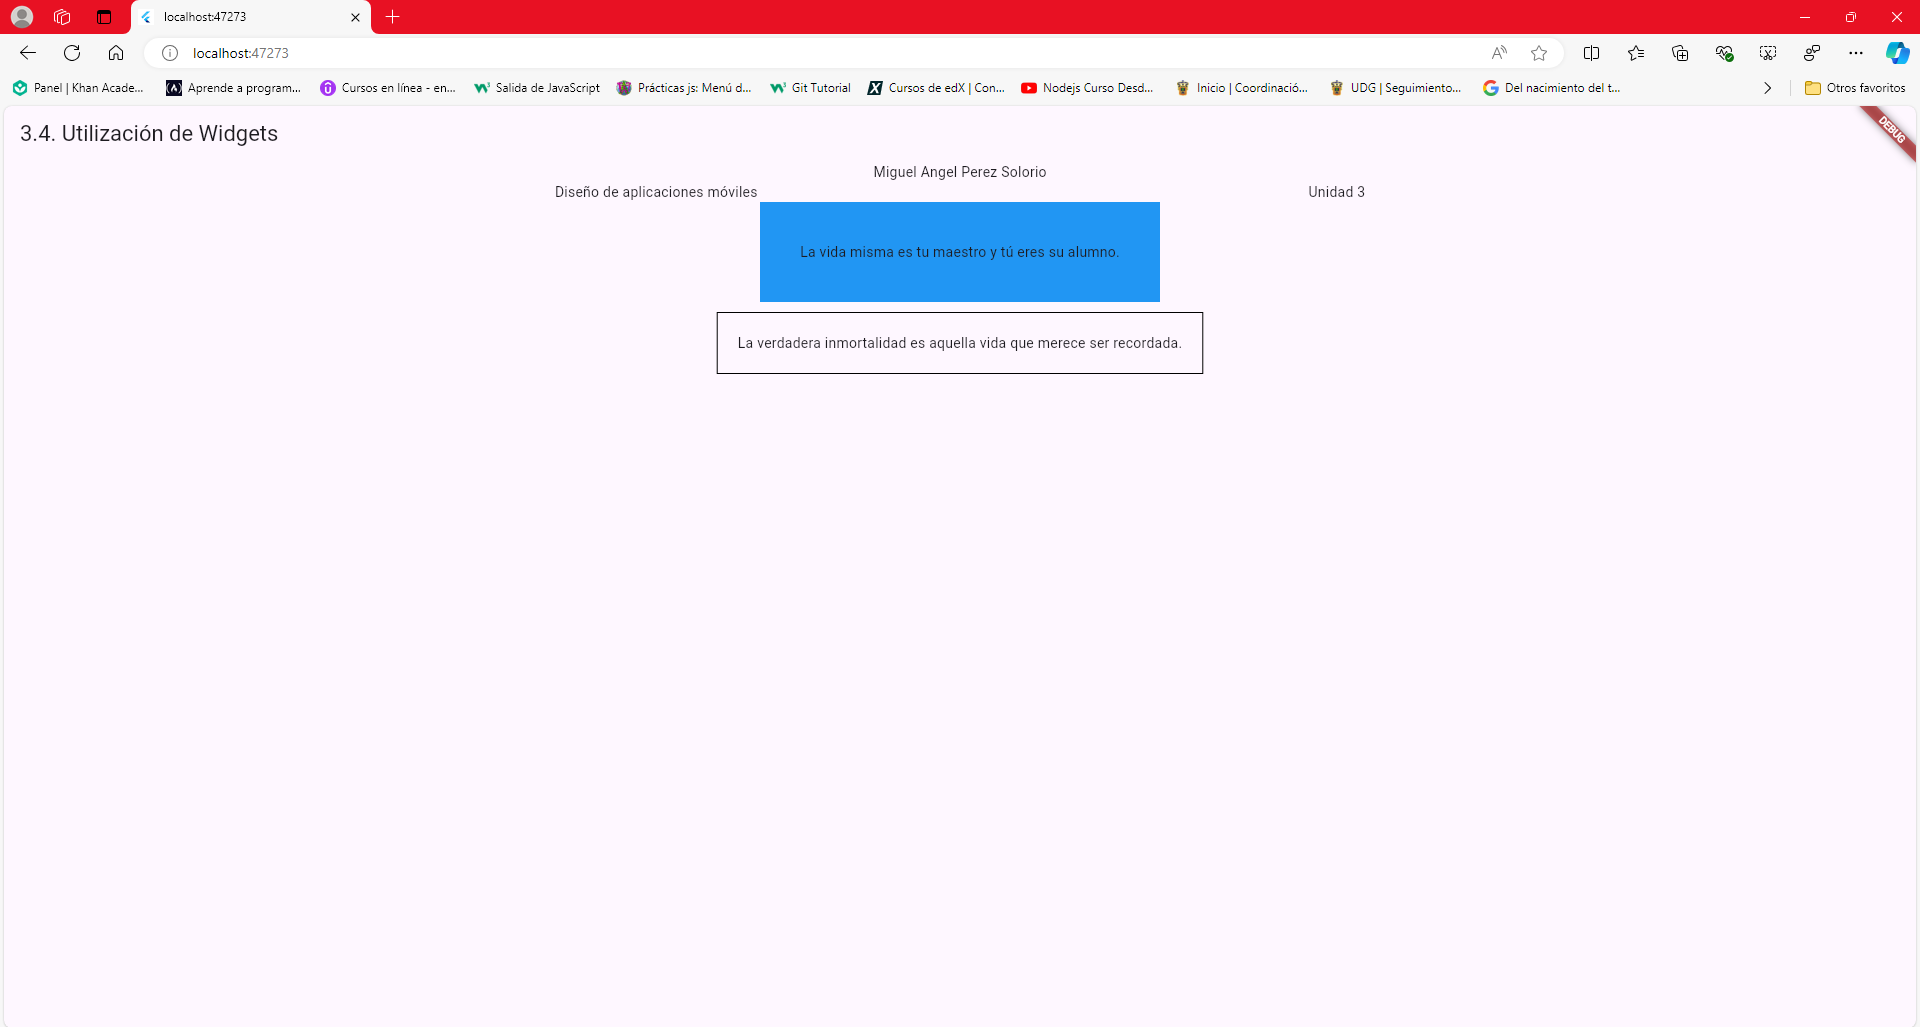 localhost:47273
localhost:47273
Panel | Khan Acade... Aprende a program... Cursos en línea - en... Salida de JavaScript Prácticas js: Menú d... Git Tutorial Cursos de edX | Con... Nodejs Curso Desd... Inicio | Coordinació... UDG | Seguimiento... Del nacimiento del t... Otros favoritos
3.4. Utilización de Widgets
DEBUG
Miguel Angel Perez Solorio
Diseño de aplicaciones móviles Unidad 3
La vida misma es tu maestro y tú eres su alumno.
La verdadera inmortalidad es aquella vida que merece ser recordada.